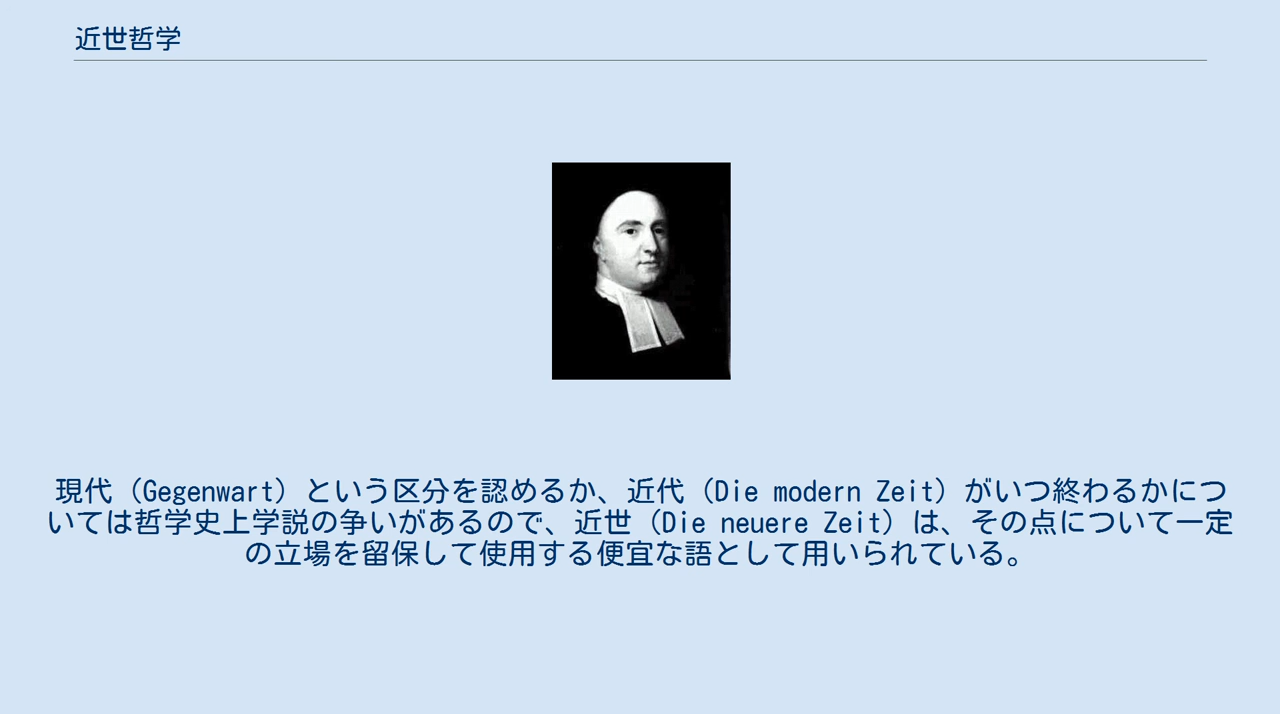 近世哲学
現代（Gegenwart）という区分を認めるか、近代（Die modern Zeit）がいつ終わるかにつ
いては哲学史上学説の争いがあるので、近世（Die neuere Zeit）は、その点について一定
の立場を留保して使用する便宜な語として用いられている。